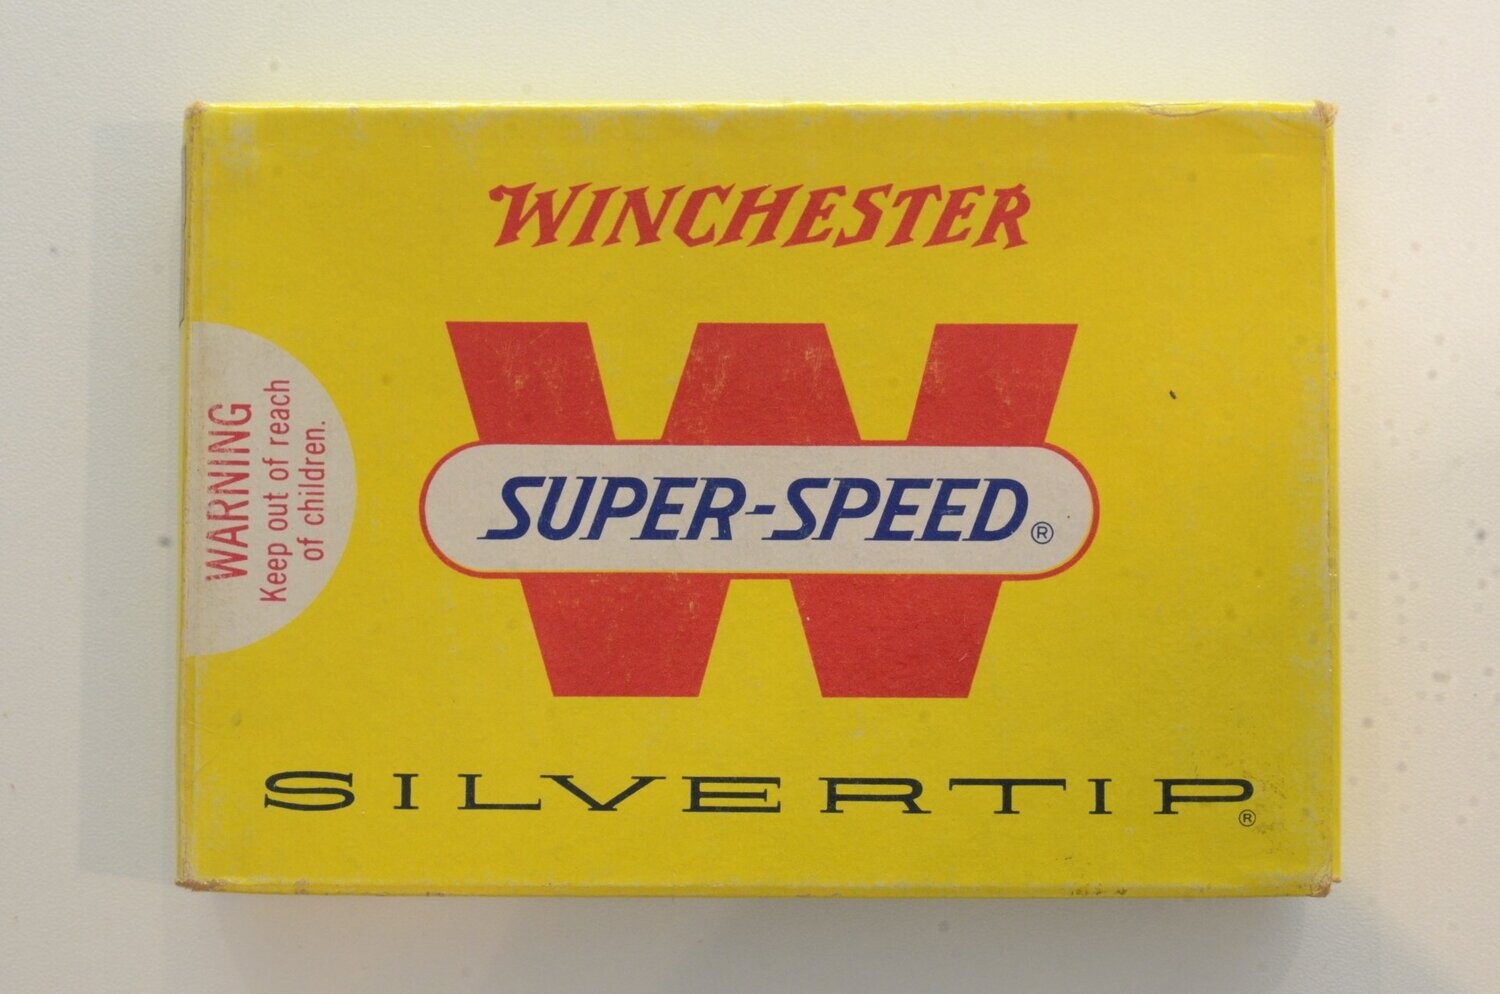 WINCHESTER
W
SUPER-SPEED®
SILVERTIP®
WARNING
Keep out of reach
of children.